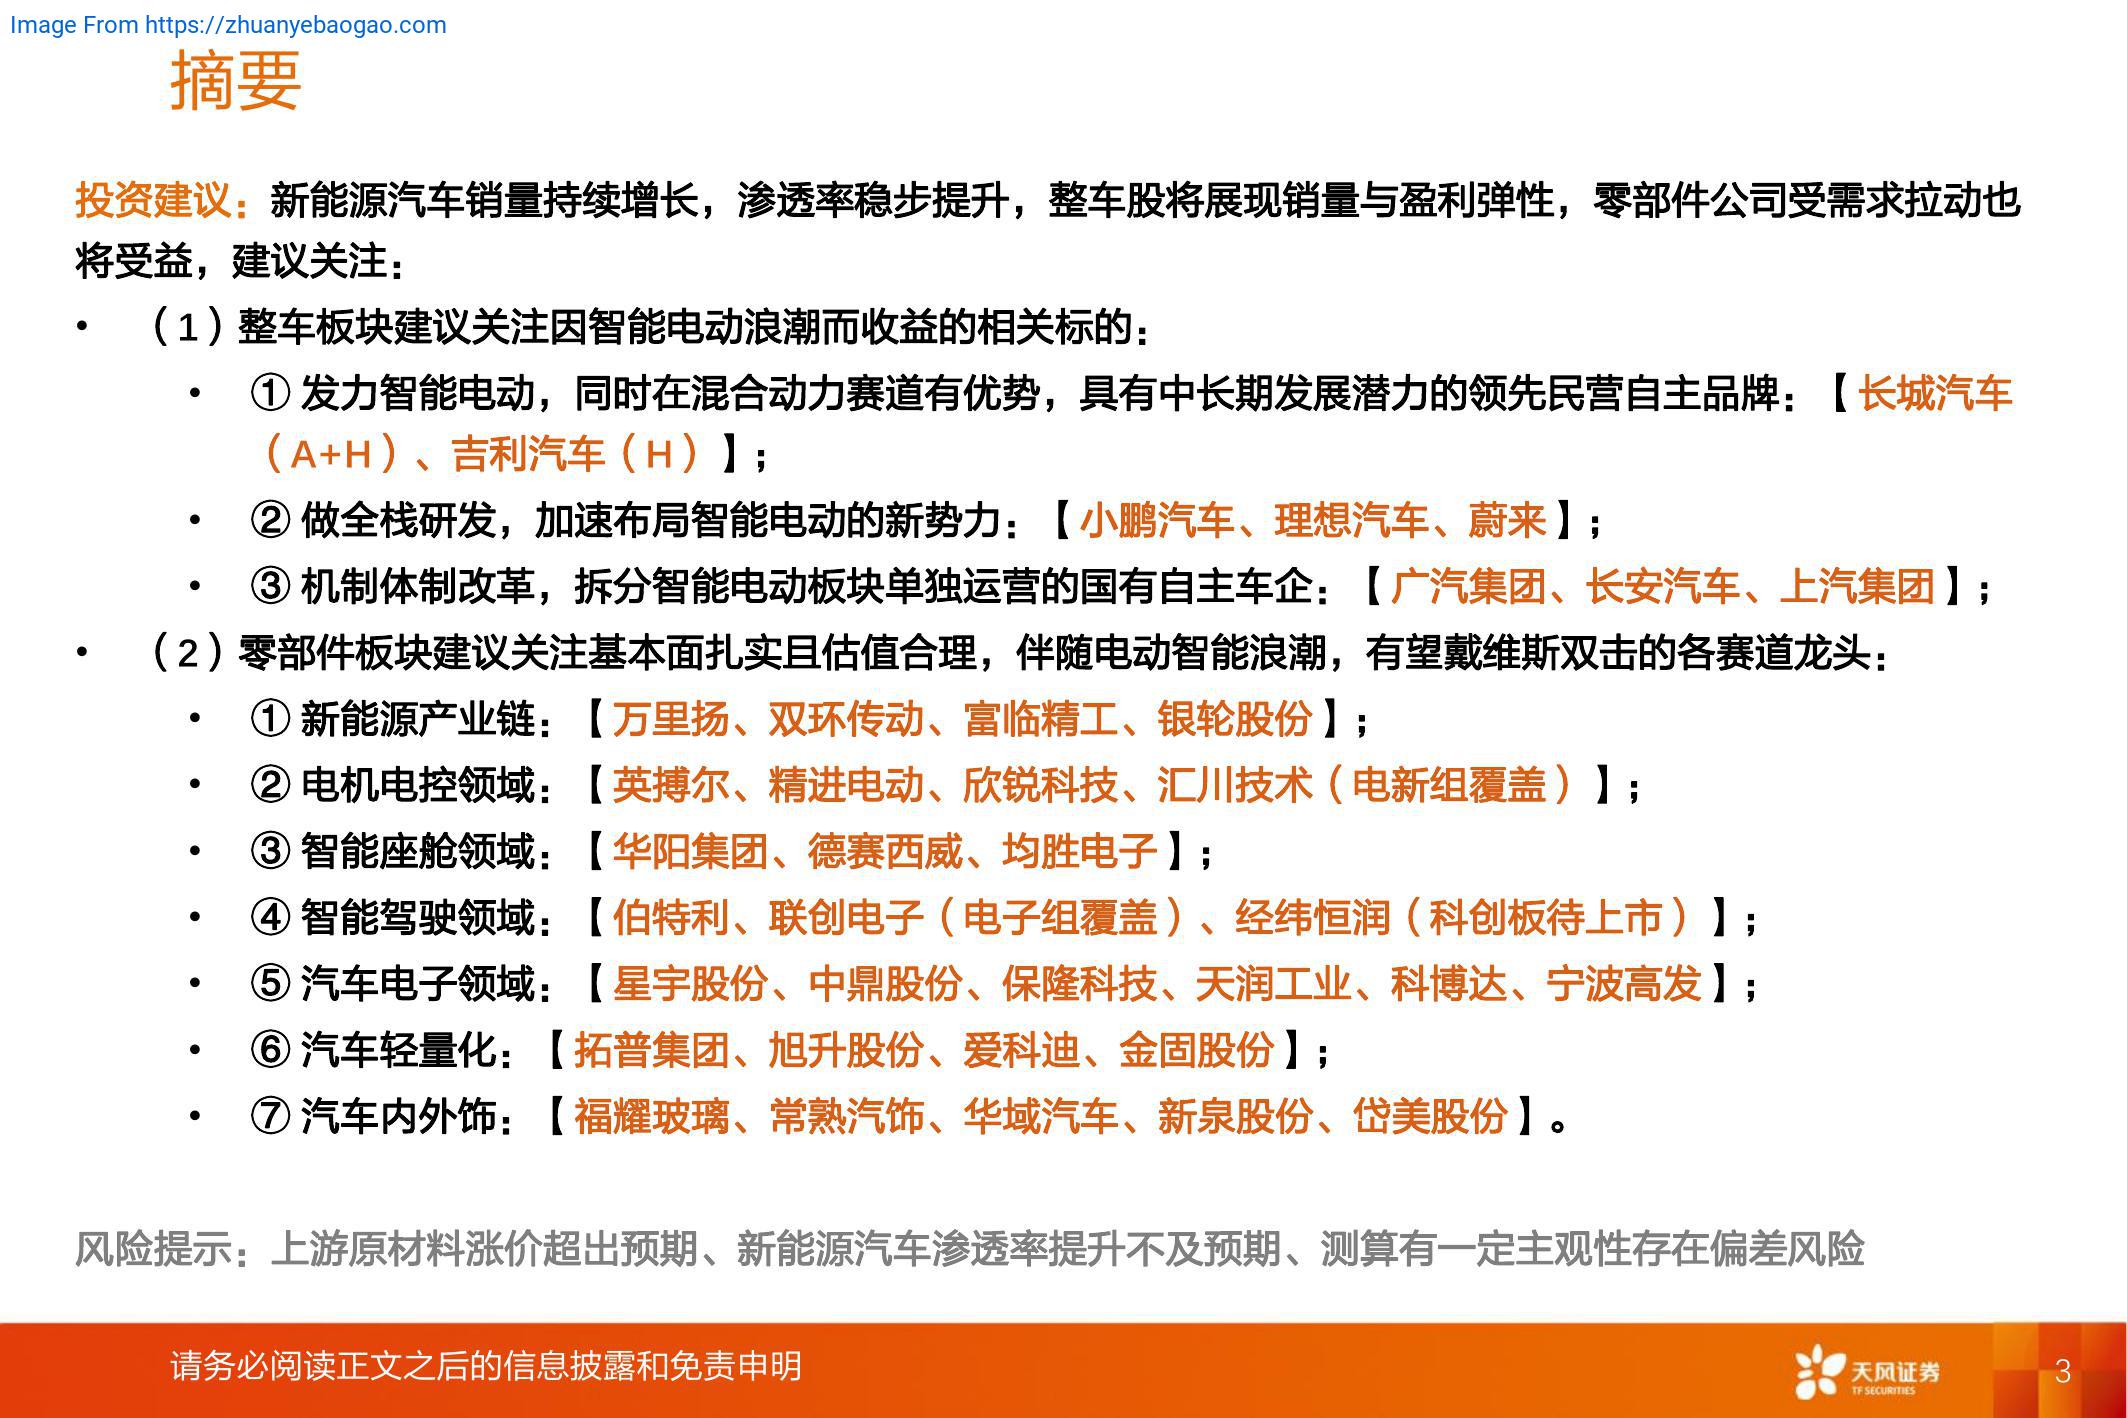 Image From https://zhuanyebaogao.com
摘要
投资建议：新能源汽车销量持续增长，渗透率稳步提升，整车股将展现销量与盈利弹性，零部件公司受需求拉动也
将受益，建议关注：
• （1）整车板块建议关注因智能电动浪潮而收益的相关标的：
• ① 发力智能电动，同时在混合动力赛道有优势，具有中长期发展潜力的领先民营自主品牌：【长城汽车
（A+H）、吉利汽车（H）】；
• ② 做全栈研发，加速布局智能电动的新势力：【小鹏汽车、理想汽车、蔚来】；
• ③ 机制体制改革，拆分智能电动板块单独运营的国有自主车企：【广汽集团、长安汽车、上汽集团】；
• （2）零部件板块建议关注基本面扎实且估值合理，伴随电动智能浪潮，有望戴维斯双击的各赛道龙头：
• ① 新能源产业链：【万里扬、双环传动、富临精工、银轮股份】；
• ② 电机电控领域：【英搏尔、精进电动、欣锐科技、汇川技术（电新组覆盖）】；
• ③ 智能座舱领域：【华阳集团、德赛西威、均胜电子】；
• ④ 智能驾驶领域：【伯特利、联创电子（电子组覆盖）、经纬恒润（科创板待上市）】；
• ⑤ 汽车电子领域：【星宇股份、中鼎股份、保隆科技、天润工业、科博达、宁波高发】；
• ⑥ 汽车轻量化：【拓普集团、旭升股份、爱科迪、金固股份】；
• ⑦ 汽车内外饰：【福耀玻璃、常熟汽饰、华域汽车、新泉股份、岱美股份】。
风险提示：上游原材料涨价超出预期、新能源汽车渗透率提升不及预期、测算有一定主观性存在偏差风险
请务必阅读正文之后的信息披露和免责申明
天风证券
TF SECURITIES
3